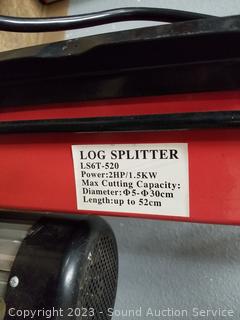 LOG SPLITTER
LS6T-520
Power:2HP/1.5KW
Max Cutting Capacity:
Diameter:Φ5-Φ30cm
Length:up to 52cm
Copyright 2023 - Sound Auction Service